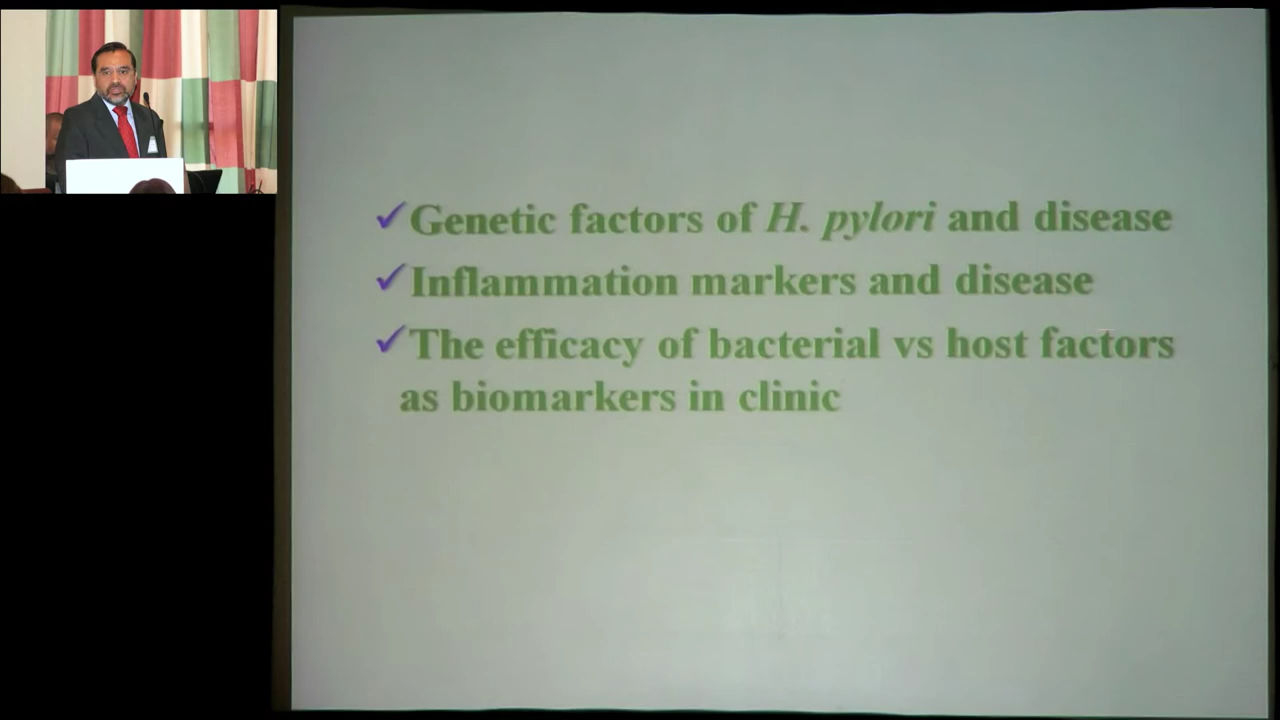 ✓Genetic factors of H. pylori and disease
✓Inflammation markers and disease
✓The efficacy of bacterial vs host factors
as biomarkers in clinic